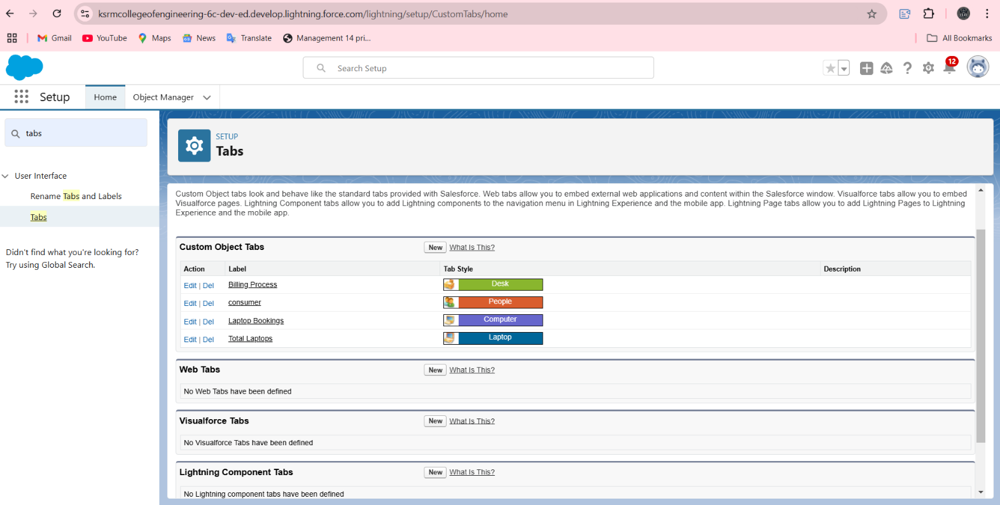 ksrmcollegeofengineering-6c-dev-ed.develop.lightning.force.com/lightning/setup/CustomTabs/home
Gmail YouTube Maps News Translate Management 14 pri... All Bookmarks
Search Setup 12
Setup Home Object Manager
tabs
User Interface
Rename Tabs and Labels
Tabs
Didn't find what you're looking for?
Try using Global Search.
SETUP
Tabs
Custom Object tabs look and behave like the standard tabs provided with Salesforce. Web tabs allow you to embed external web applications and content within the Salesforce window. Visualforce tabs allow you to embed
Visualforce pages. Lightning Component tabs allow you to add Lightning components to the navigation menu in Lightning Experience and the mobile app. Lightning Page tabs allow you to add Lightning Pages to Lightning
Experience and the mobile app.
Custom Object Tabs New What Is This?
Action Label Tab Style Description
Edit | Del Billing Process Desk
Edit | Del consumer People
Edit | Del Laptop Bookings Computer
Edit | Del Total Laptops Laptop
Web Tabs New What Is This?
No Web Tabs have been defined
Visualforce Tabs New What Is This?
No Visualforce Tabs have been defined
Lightning Component Tabs New What Is This?
No Lightning component tabs have been defined